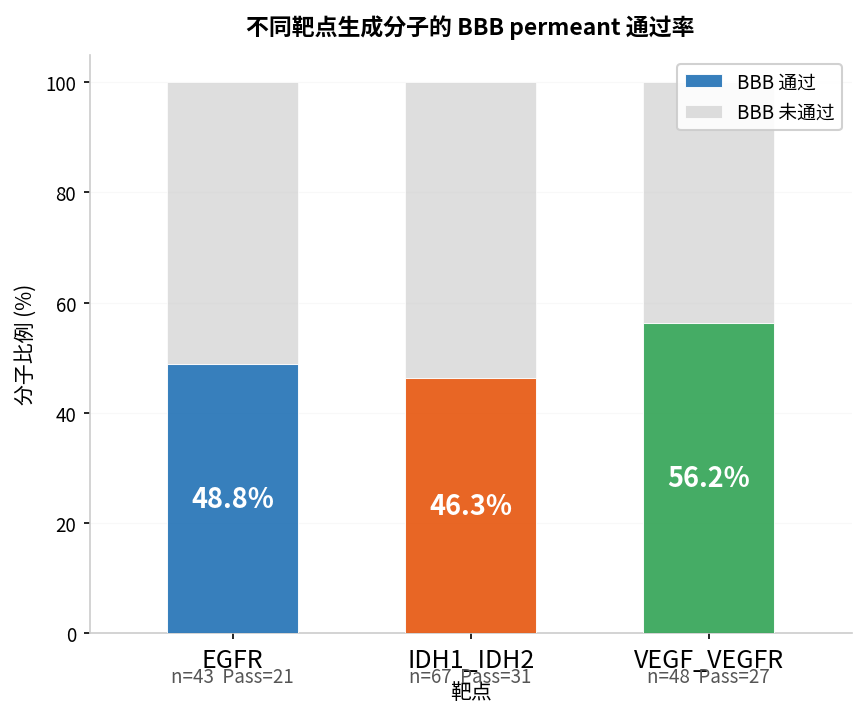 不同靶点生成分子的 BBB permeant 通过率
BBB 通过
BBB 未通过
分子比例 (%)
100
80
60
40
20
0
48.8%
46.3%
56.2%
EGFR
IDH1_IDH2
VEGF_VEGFR
n=43 Pass=21
n=67 Pass=31
n=48 Pass=27
靶点